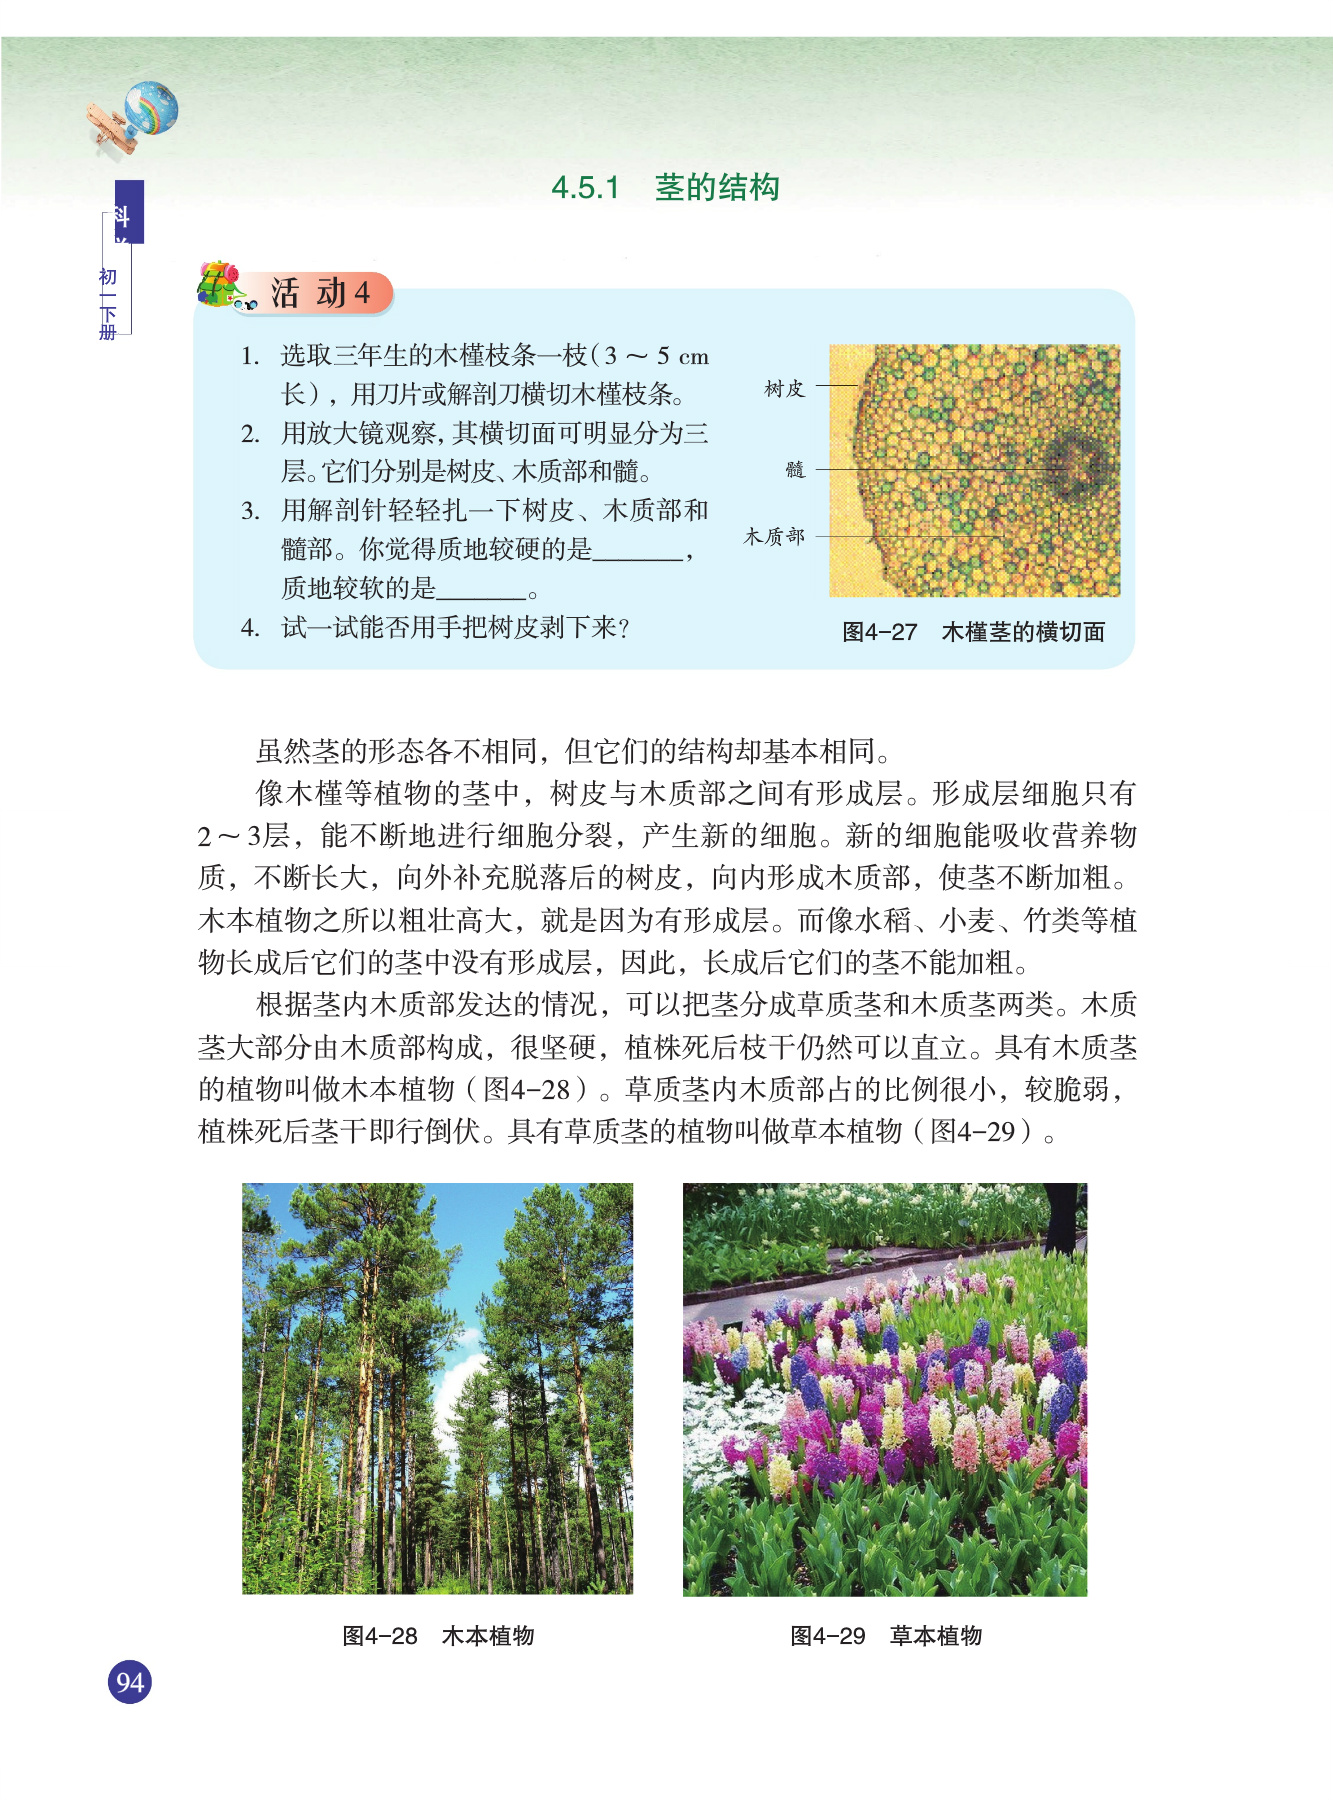 科
初一下册
4.5.1 茎的结构
活 动 4
1. 选取三年生的木槿枝条一枝(3 ～ 5 cm
长)，用刀片或解剖刀横切木槿枝条。
2. 用放大镜观察，其横切面可明显分为三
层。它们分别是树皮、木质部和髓。
3. 用解剖针轻轻扎一下树皮、木质部和
髓部。你觉得质地较硬的是_______，
质地较软的是_______。
4. 试一试能否用手把树皮剥下来?
树皮
髓
木质部
图4-27 木槿茎的横切面
虽然茎的形态各不相同，但它们的结构却基本相同。
像木槿等植物的茎中，树皮与木质部之间有形成层。形成层细胞只有
2～3层，能不断地进行细胞分裂，产生新的细胞。新的细胞能吸收营养物
质，不断长大，向外补充脱落后的树皮，向内形成木质部，使茎不断加粗。
木本植物之所以粗壮高大，就是因为有形成层。而像水稻、小麦、竹类等植
物长成后它们的茎中没有形成层，因此，长成后它们的茎不能加粗。
根据茎内木质部发达的情况，可以把茎分成草质茎和木质茎两类。木质
茎大部分由木质部构成，很坚硬，植株死后枝干仍然可以直立。具有木质茎
的植物叫做木本植物（图4-28）。草质茎内木质部占的比例很小，较脆弱，
植株死后茎干即行倒伏。具有草质茎的植物叫做草本植物（图4-29）。
图4-28 木本植物
图4-29 草本植物
94